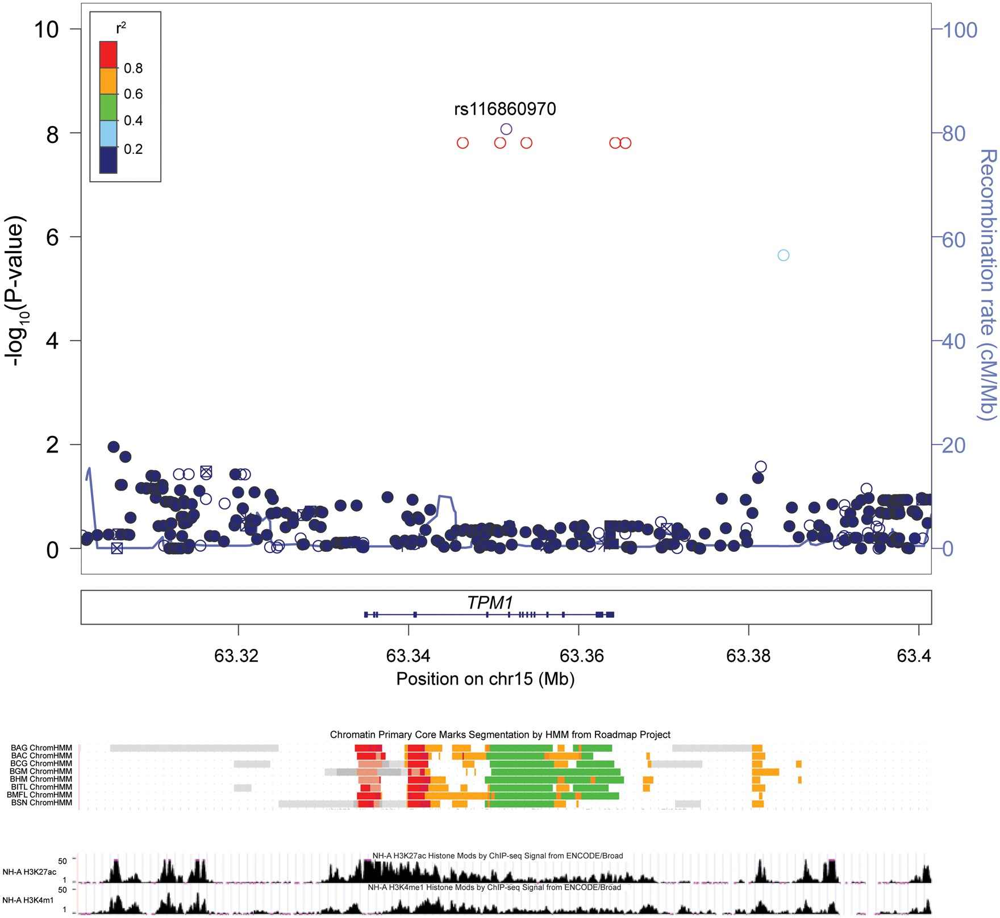 r2
0.8
0.6
0.4
0.2
rs116860970
10
8
6
4
2
0
-log10(P-value)
100
80
60
40
20
0
Recombination rate (cM/Mb)
TPM1
63.32 63.34 63.36 63.38 63.4
Position on chr15 (Mb)
Chromatin Primary Core Marks Segmentation by HMM from Roadmap Project
BAG ChromHMM
BAC ChromHMM
BCG ChromHMM
BGM ChromHMM
BHM ChromHMM
BITL ChromHMM
BMFL ChromHMM
BSN ChromHMM
NH-A H3K27ac Histone Mods by ChIP-seq Signal from ENCODE/Broad
50
NH-A H3K27ac
1
NH-A H3K4me1 Histone Mods by ChIP-seq Signal from ENCODE/Broad
50
NH-A H3K4m1
1